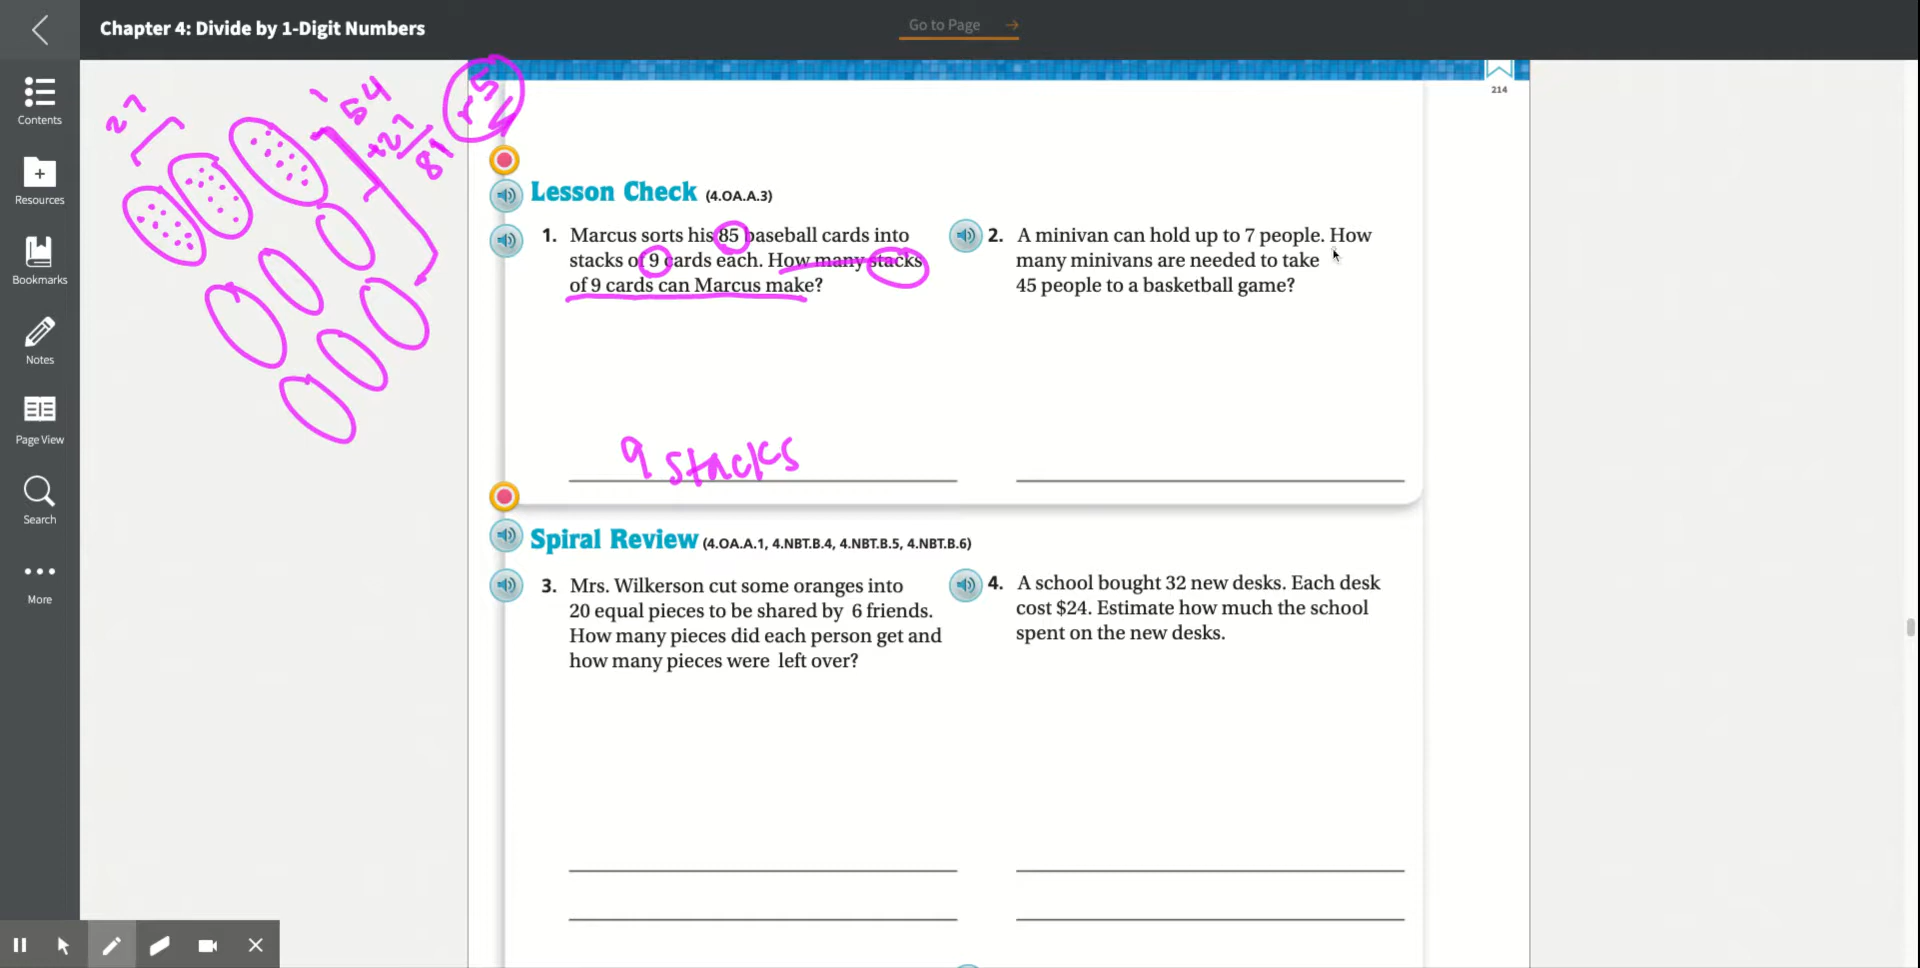 Chapter 4: Divide by 1-Digit Numbers
Go to Page →
Contents
Resources
Bookmarks
Notes
Page View
Search
More
214
27
54
+27
81
Lesson Check (4.OA.A.3)
1. Marcus sorts his 85 baseball cards into
stacks of 9 cards each. How many stacks
of 9 cards can Marcus make?
9 stacks
2. A minivan can hold up to 7 people. How
many minivans are needed to take
45 people to a basketball game?
Spiral Review (4.OA.A.1, 4.NBT.B.4, 4.NBT.B.5, 4.NBT.B.6)
3. Mrs. Wilkerson cut some oranges into
20 equal pieces to be shared by 6 friends.
How many pieces did each person get and
how many pieces were left over?
4. A school bought 32 new desks. Each desk
cost $24. Estimate how much the school
spent on the new desks.